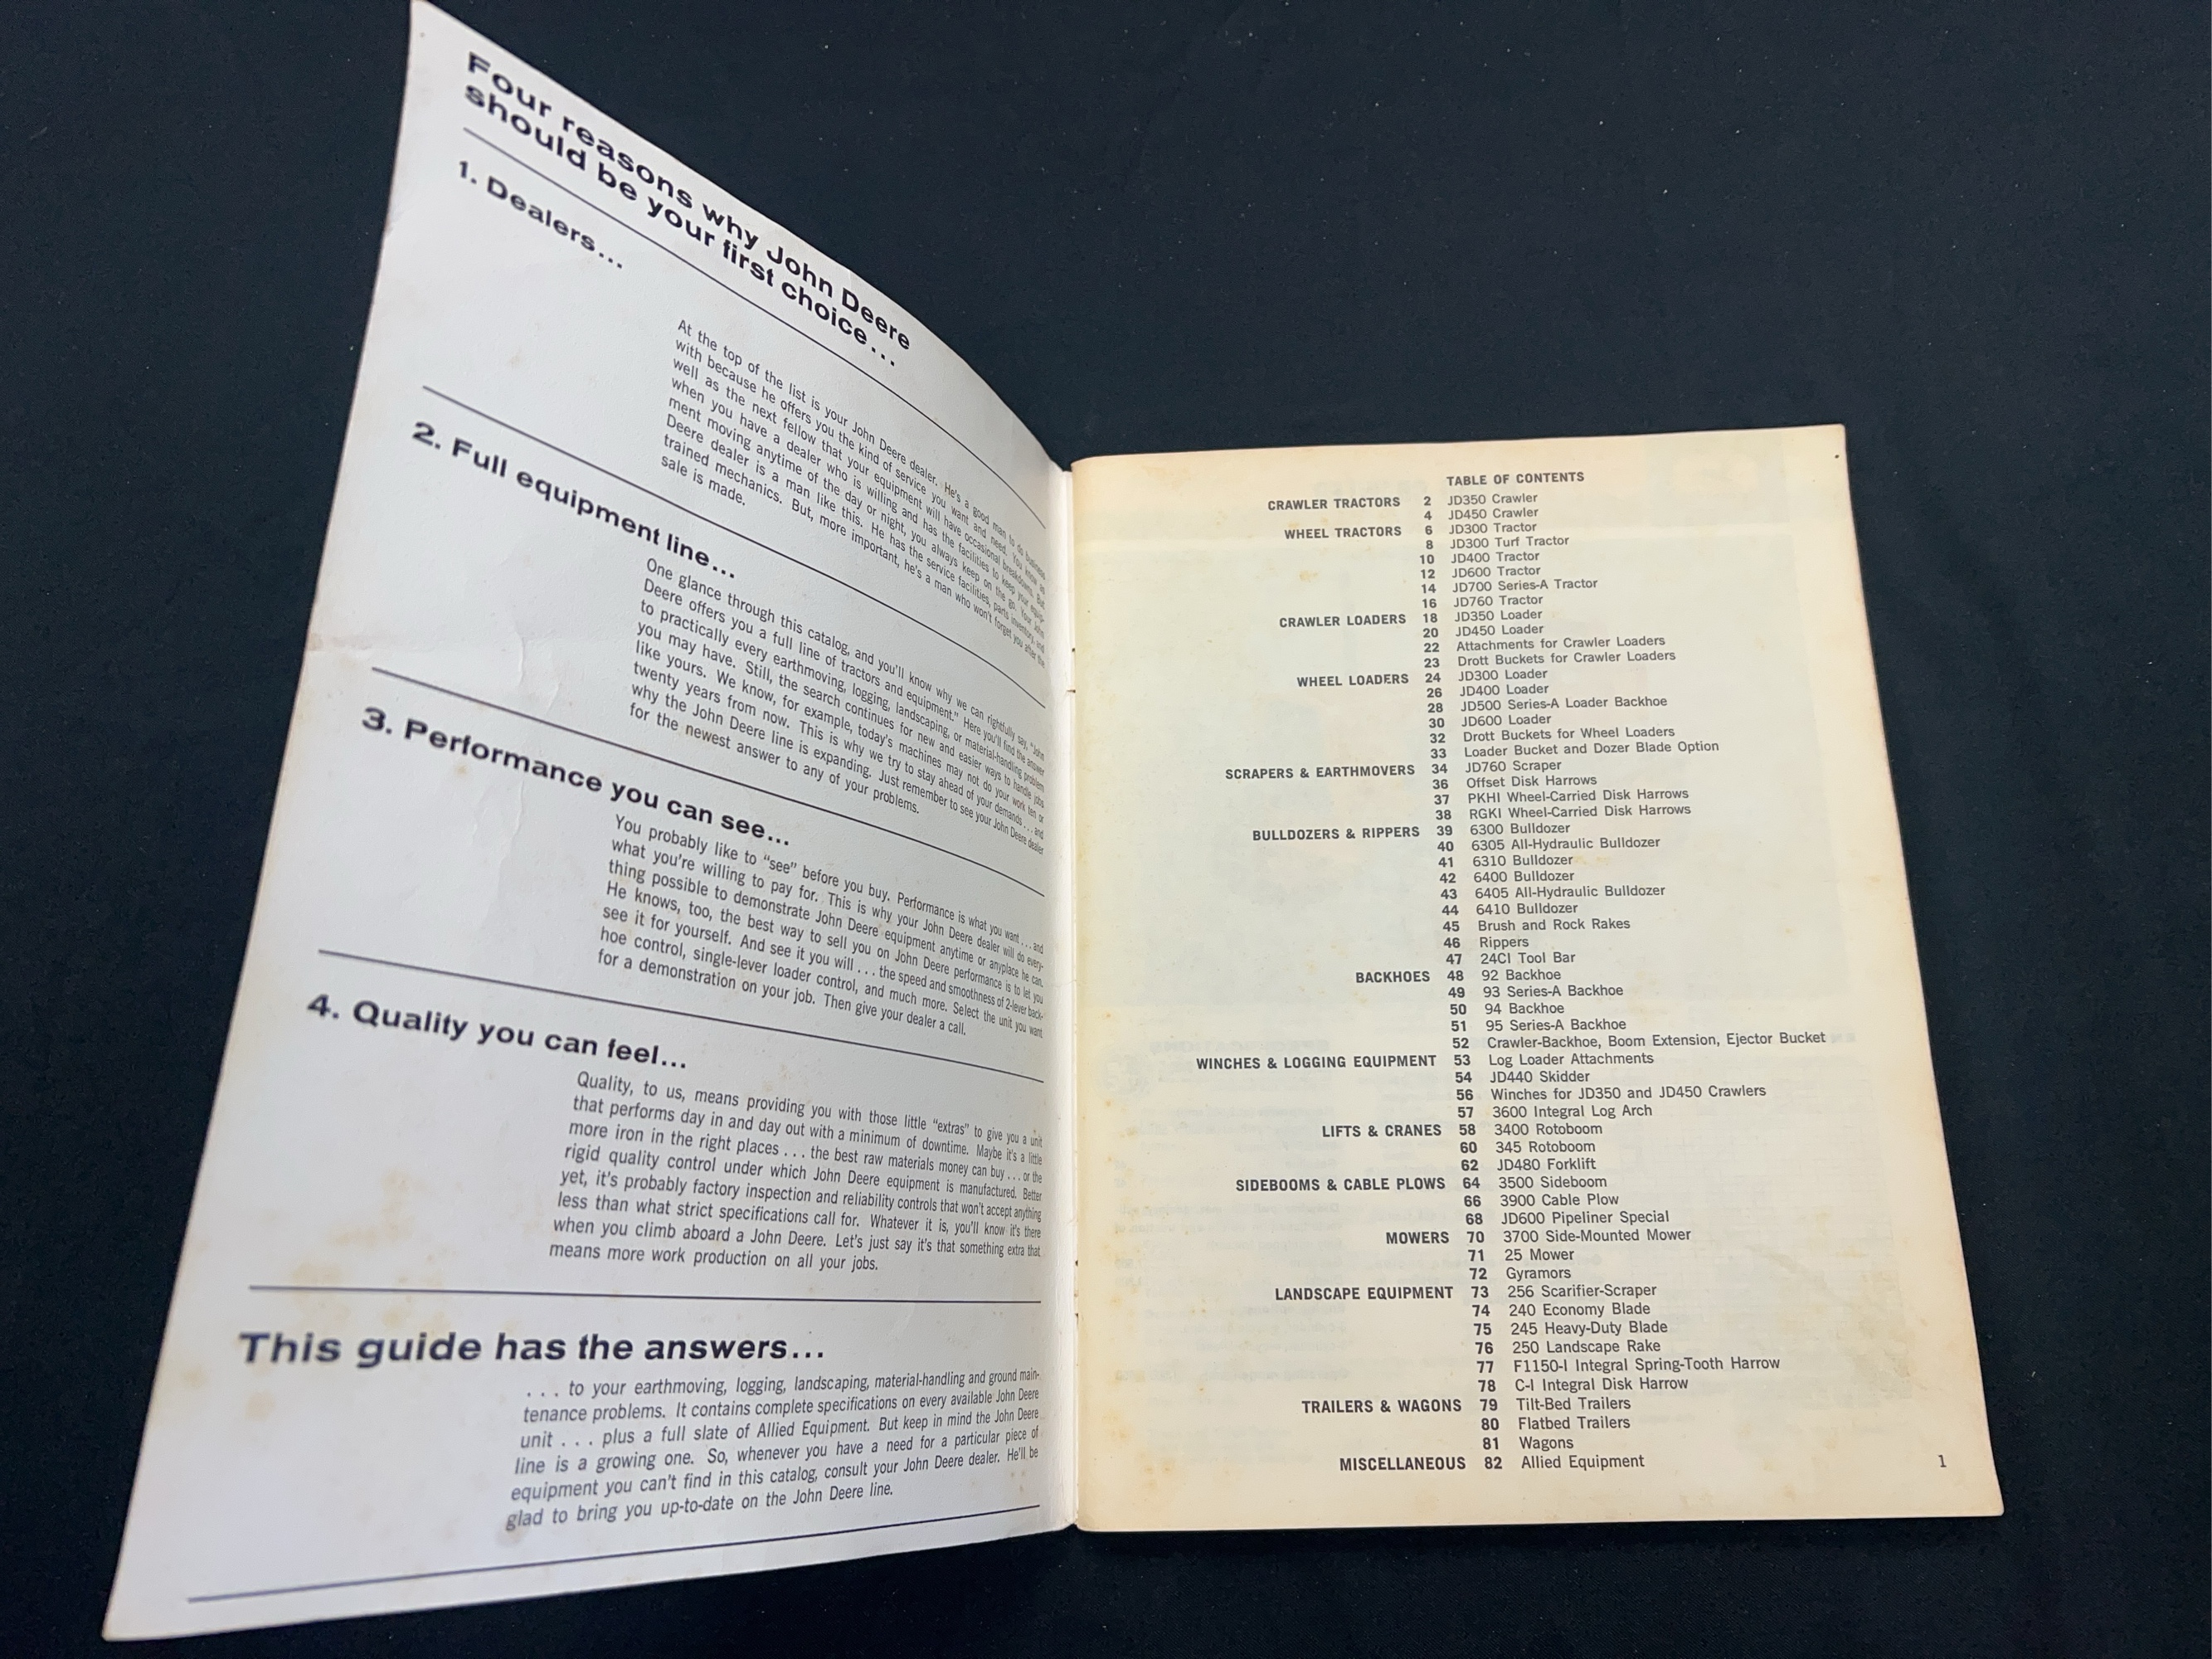 Four reasons why John Deere
should be your first choice...
1. Dealers...
At the top of the list is your John Deere dealer. He's a good man to do business
with because he offers you the kind of service you want and need. You know as
well as the next fellow that your equipment will have occasional breakdowns. But
when you have a dealer who is willing and has the facilities to keep your equip-
ment moving anytime of the day or night, you always keep on the go. Your John
Deere dealer is a man like this. He has the service facilities, parts inventory, and
trained mechanics. But, more important, he's a man who won't forget you after the
sale is made.
2. Full equipment line...
One glance through this catalog, and you'll know why we can rightfully say, "John
Deere offers you a full line of tractors and equipment." Here you'll find the answer
to practically every earthmoving, logging, landscaping, or material-handling problem
you may have. Still, the search continues for new and easier ways to handle jobs
like yours. We know, for example, today's machines may not do your work ten or
twenty years from now. This is why we try to stay ahead of your demands . . . and
why the John Deere line is expanding. Just remember to see your John Deere dealer
for the newest answer to any of your problems.
3. Performance you can see...
You probably like to "see" before you buy. Performance is what you want . . . and
what you're willing to pay for. This is why your John Deere dealer will do every-
thing possible to demonstrate John Deere equipment anytime or anyplace he can.
He knows, too, the best way to sell you on John Deere performance is to let you
see it for yourself. And see it you will . . . the speed and smoothness of 2-lever back-
hoe control, single-lever loader control, and much more. Select the unit you want
for a demonstration on your job. Then give your dealer a call.
4. Quality you can feel...
Quality, to us, means providing you with those little "extras" to give you a unit
that performs day in and day out with a minimum of downtime. Maybe it's a little
more iron in the right places . . . the best raw materials money can buy . . . or the
rigid quality control under which John Deere equipment is manufactured. Better
yet, it's probably factory inspection and reliability controls that won't accept anything
less than what strict specifications call for. Whatever it is, you'll know it's there
when you climb aboard a John Deere. Let's just say it's that something extra that
means more work production on all your jobs.
This guide has the answers...
. . . to your earthmoving, logging, landscaping, material-handling and ground main-
tenance problems. It contains complete specifications on every available John Deere
unit . . . plus a full slate of Allied Equipment. But keep in mind the John Deere
line is a growing one. So, whenever you have a need for a particular piece of
equipment you can't find in this catalog, consult your John Deere dealer. He'll be
glad to bring you up-to-date on the John Deere line.
TABLE OF CONTENTS
CRAWLER TRACTORS 2 JD350 Crawler
4 JD450 Crawler
WHEEL TRACTORS 6 JD300 Tractor
8 JD300 Turf Tractor
10 JD400 Tractor
12 JD600 Tractor
14 JD700 Series-A Tractor
16 JD760 Tractor
CRAWLER LOADERS 18 JD350 Loader
20 JD450 Loader
22 Attachments for Crawler Loaders
23 Drott Buckets for Crawler Loaders
WHEEL LOADERS 24 JD300 Loader
26 JD400 Loader
28 JD500 Series-A Loader Backhoe
30 JD600 Loader
32 Drott Buckets for Wheel Loaders
33 Loader Bucket and Dozer Blade Option
SCRAPERS & EARTHMOVERS 34 JD760 Scraper
36 Offset Disk Harrows
37 PKHI Wheel-Carried Disk Harrows
38 RGKI Wheel-Carried Disk Harrows
BULLDOZERS & RIPPERS 39 6300 Bulldozer
40 6305 All-Hydraulic Bulldozer
41 6310 Bulldozer
42 6400 Bulldozer
43 6405 All-Hydraulic Bulldozer
44 6410 Bulldozer
45 Brush and Rock Rakes
46 Rippers
47 24CI Tool Bar
BACKHOES 48 92 Backhoe
49 93 Series-A Backhoe
50 94 Backhoe
51 95 Series-A Backhoe
52 Crawler-Backhoe, Boom Extension, Ejector Bucket
WINCHES & LOGGING EQUIPMENT 53 Log Loader Attachments
54 JD440 Skidder
56 Winches for JD350 and JD450 Crawlers
57 3600 Integral Log Arch
LIFTS & CRANES 58 3400 Rotoboom
60 345 Rotoboom
62 JD480 Forklift
SIDEBOOMS & CABLE PLOWS 64 3500 Sideboom
66 3900 Cable Plow
68 JD600 Pipeliner Special
MOWERS 70 3700 Side-Mounted Mower
71 25 Mower
72 Gyramors
LANDSCAPE EQUIPMENT 73 256 Scarifier-Scraper
74 240 Economy Blade
75 245 Heavy-Duty Blade
76 250 Landscape Rake
77 F1150-I Integral Spring-Tooth Harrow
78 C-I Integral Disk Harrow
TRAILERS & WAGONS 79 Tilt-Bed Trailers
80 Flatbed Trailers
81 Wagons
MISCELLANEOUS 82 Allied Equipment
1